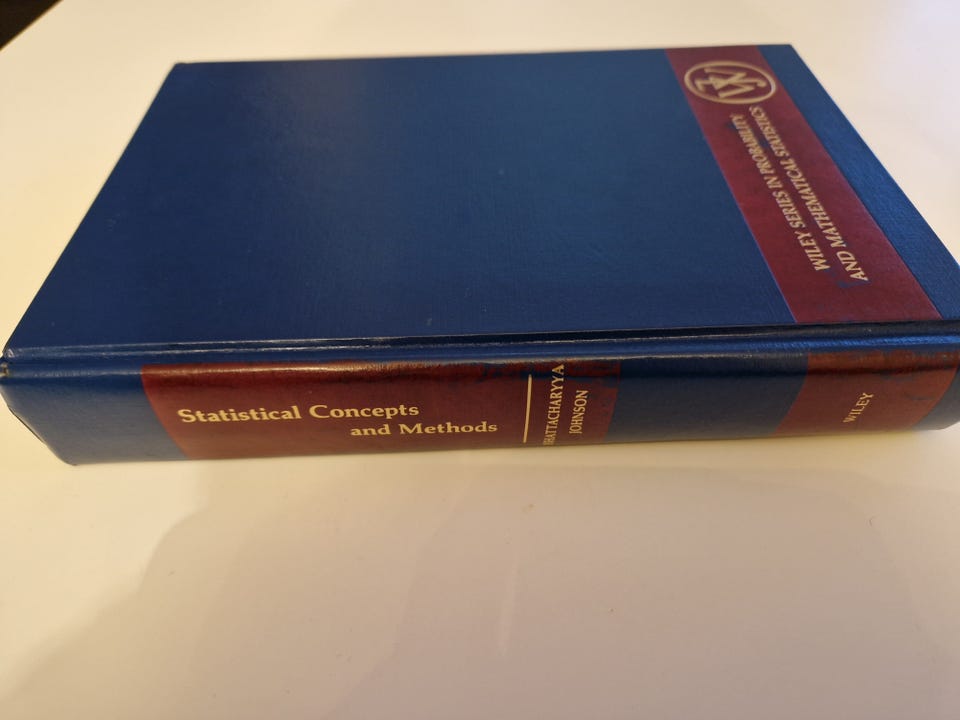 WILEY SERIES IN PROBABILITY
AND MATHEMATICAL STATISTICS
Statistical Concepts
and Methods
BHATTACHARYYA
JOHNSON
WILEY